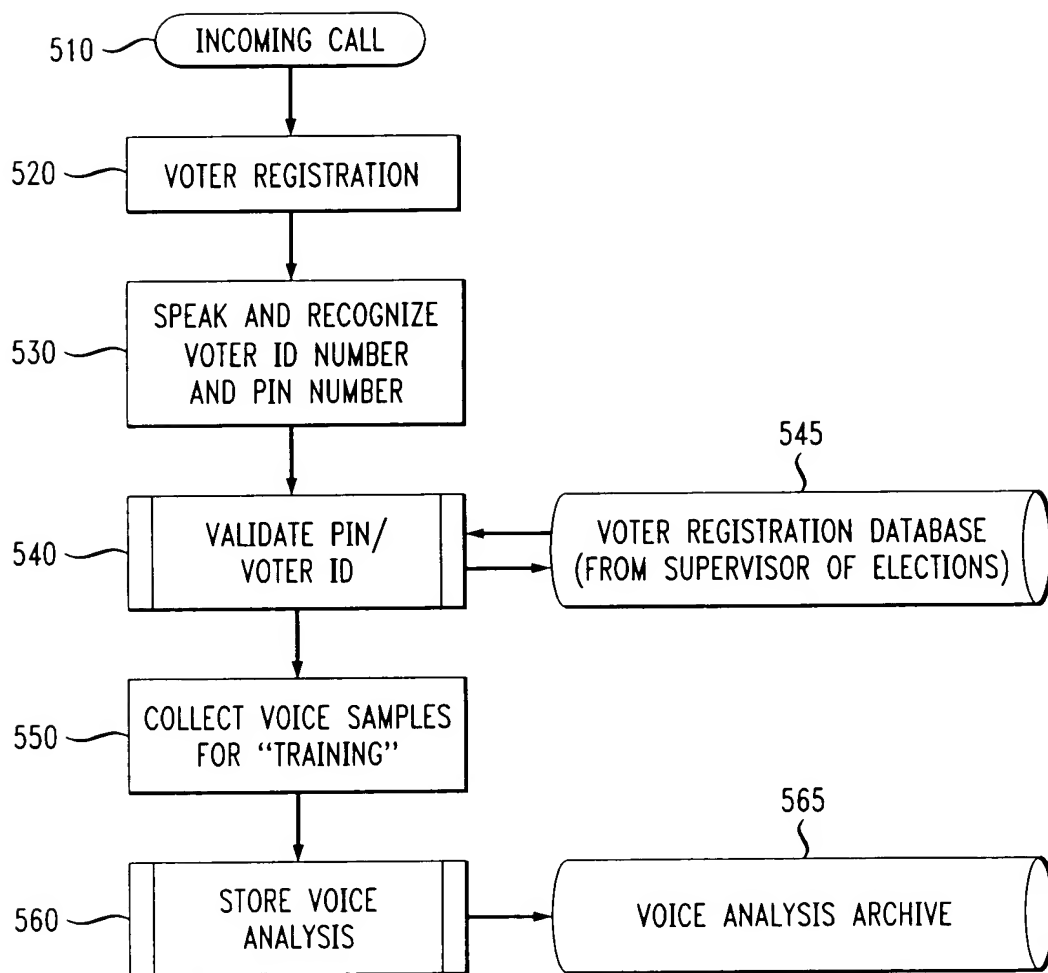 510
INCOMING CALL
520
VOTER REGISTRATION
530
SPEAK AND RECOGNIZE
VOTER ID NUMBER
AND PIN NUMBER
540
VALIDATE PIN/
VOTER ID
545
VOTER REGISTRATION DATABASE
(FROM SUPERVISOR OF ELECTIONS)
550
COLLECT VOICE SAMPLES
FOR “TRAINING”
560
STORE VOICE
ANALYSIS
565
VOICE ANALYSIS ARCHIVE